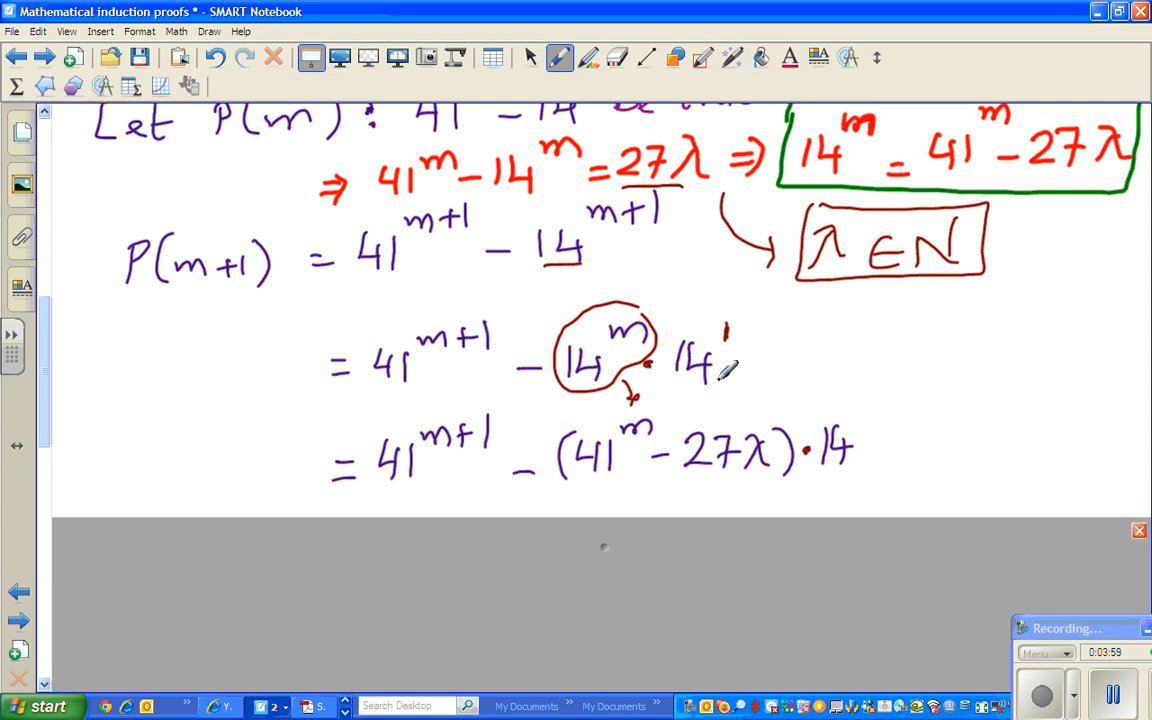 Mathematical induction proofs * - SMART Notebook
File Edit View Insert Format Math Draw Help
Let P(m) : 41 - 14 be
⇒ 41^m - 14^m = 27λ ⇒ 14^m = 41^m - 27λ
P(m+1) = 41^{m+1} - 14^{m+1}
λ ∈ N
= 41^{m+1} - 14^m · 14^1
= 41^{m+1} - (41^m - 27λ) · 14
Recording...
Menu 0:03:59
start Y. 2 S. Search Desktop My Documents My Documents